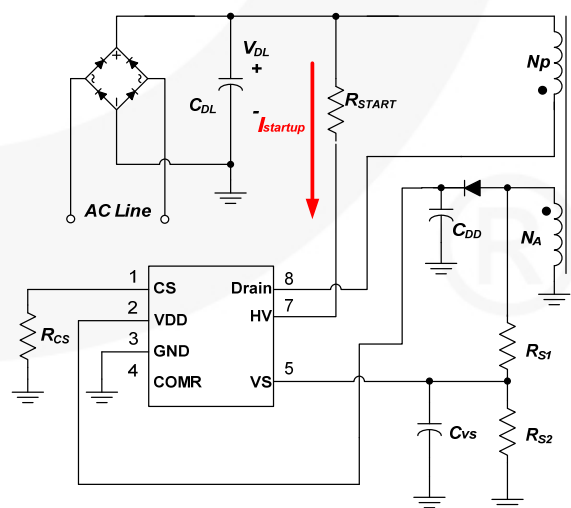 V_DL
+
-
C_DL
R_START
Istartup
Np
AC Line
C_DD
N_A
1
CS
Drain
8
2
VDD
HV
7
3
GND
4
COMR
VS
5
R_CS
R_S1
C_VS
R_S2
+
-
~
~
®